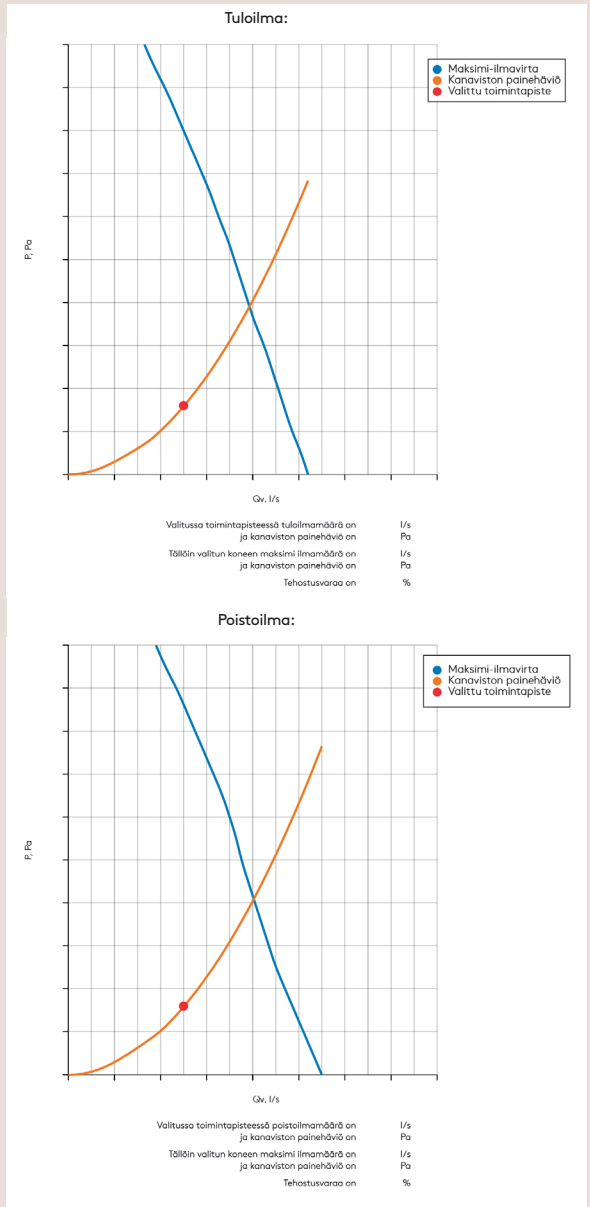 Tuloilma:
Maksimi-ilmavirta
Kanaviston painehäviö
Valittu toimintapiste
P, Pa
Qv, l/s
Valitussa toimintapisteessä tuloilmamäärä on l/s
ja kanaviston painehäviö on Pa
Tällöin valitun koneen maksimi ilmamäärä on l/s
ja kanaviston painehäviö on Pa
Tehostusvaraa on %
Poistoilma:
Maksimi-ilmavirta
Kanaviston painehäviö
Valittu toimintapiste
P, Pa
Qv, l/s
Valitussa toimintapisteessä poistoilmamäärä on l/s
ja kanaviston painehäviö on Pa
Tällöin valitun koneen maksimi ilmamäärä on l/s
ja kanaviston painehäviö on Pa
Tehostusvaraa on %